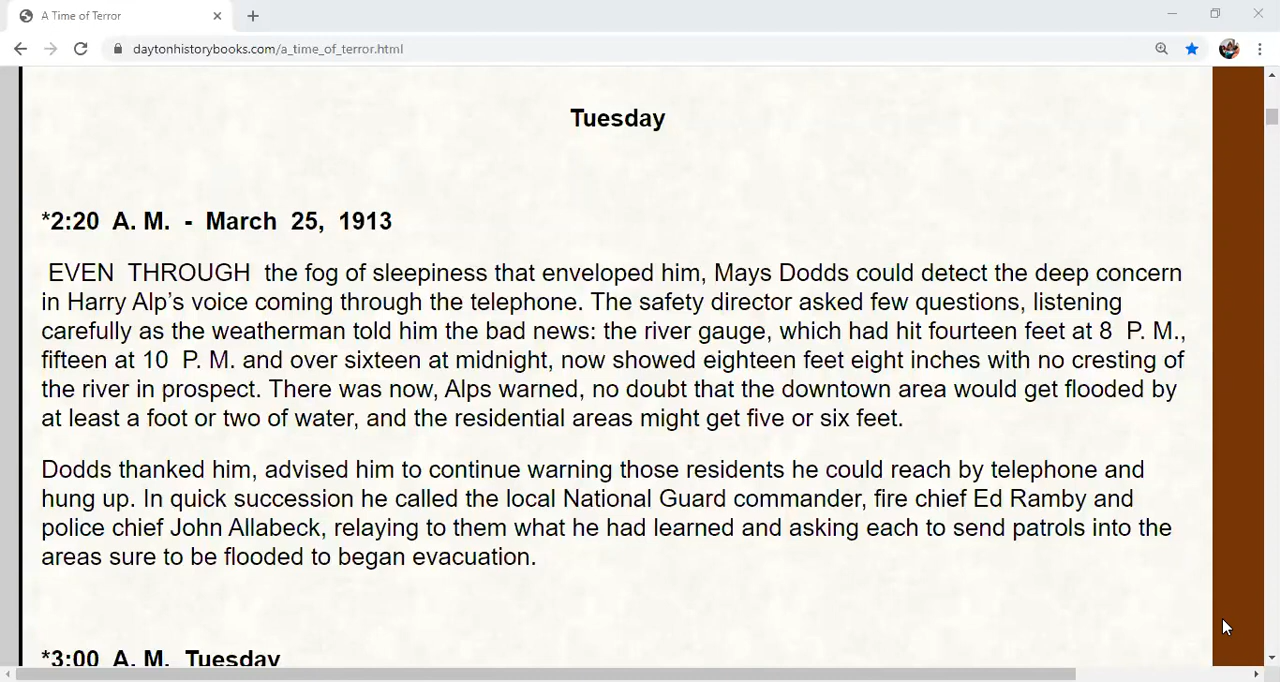 A Time of Terror
daytonhistorybooks.com/a_time_of_terror.html
Tuesday
*2:20 A. M. - March 25, 1913
EVEN THROUGH the fog of sleepiness that enveloped him, Mays Dodds could detect the deep concern
in Harry Alp’s voice coming through the telephone. The safety director asked few questions, listening
carefully as the weatherman told him the bad news: the river gauge, which had hit fourteen feet at 8 P. M.,
fifteen at 10 P. M. and over sixteen at midnight, now showed eighteen feet eight inches with no cresting of
the river in prospect. There was now, Alps warned, no doubt that the downtown area would get flooded by
at least a foot or two of water, and the residential areas might get five or six feet.
Dodds thanked him, advised him to continue warning those residents he could reach by telephone and
hung up. In quick succession he called the local National Guard commander, fire chief Ed Ramby and
police chief John Allabeck, relaying to them what he had learned and asking each to send patrols into the
areas sure to be flooded to began evacuation.
*3:00 A. M. Tuesday